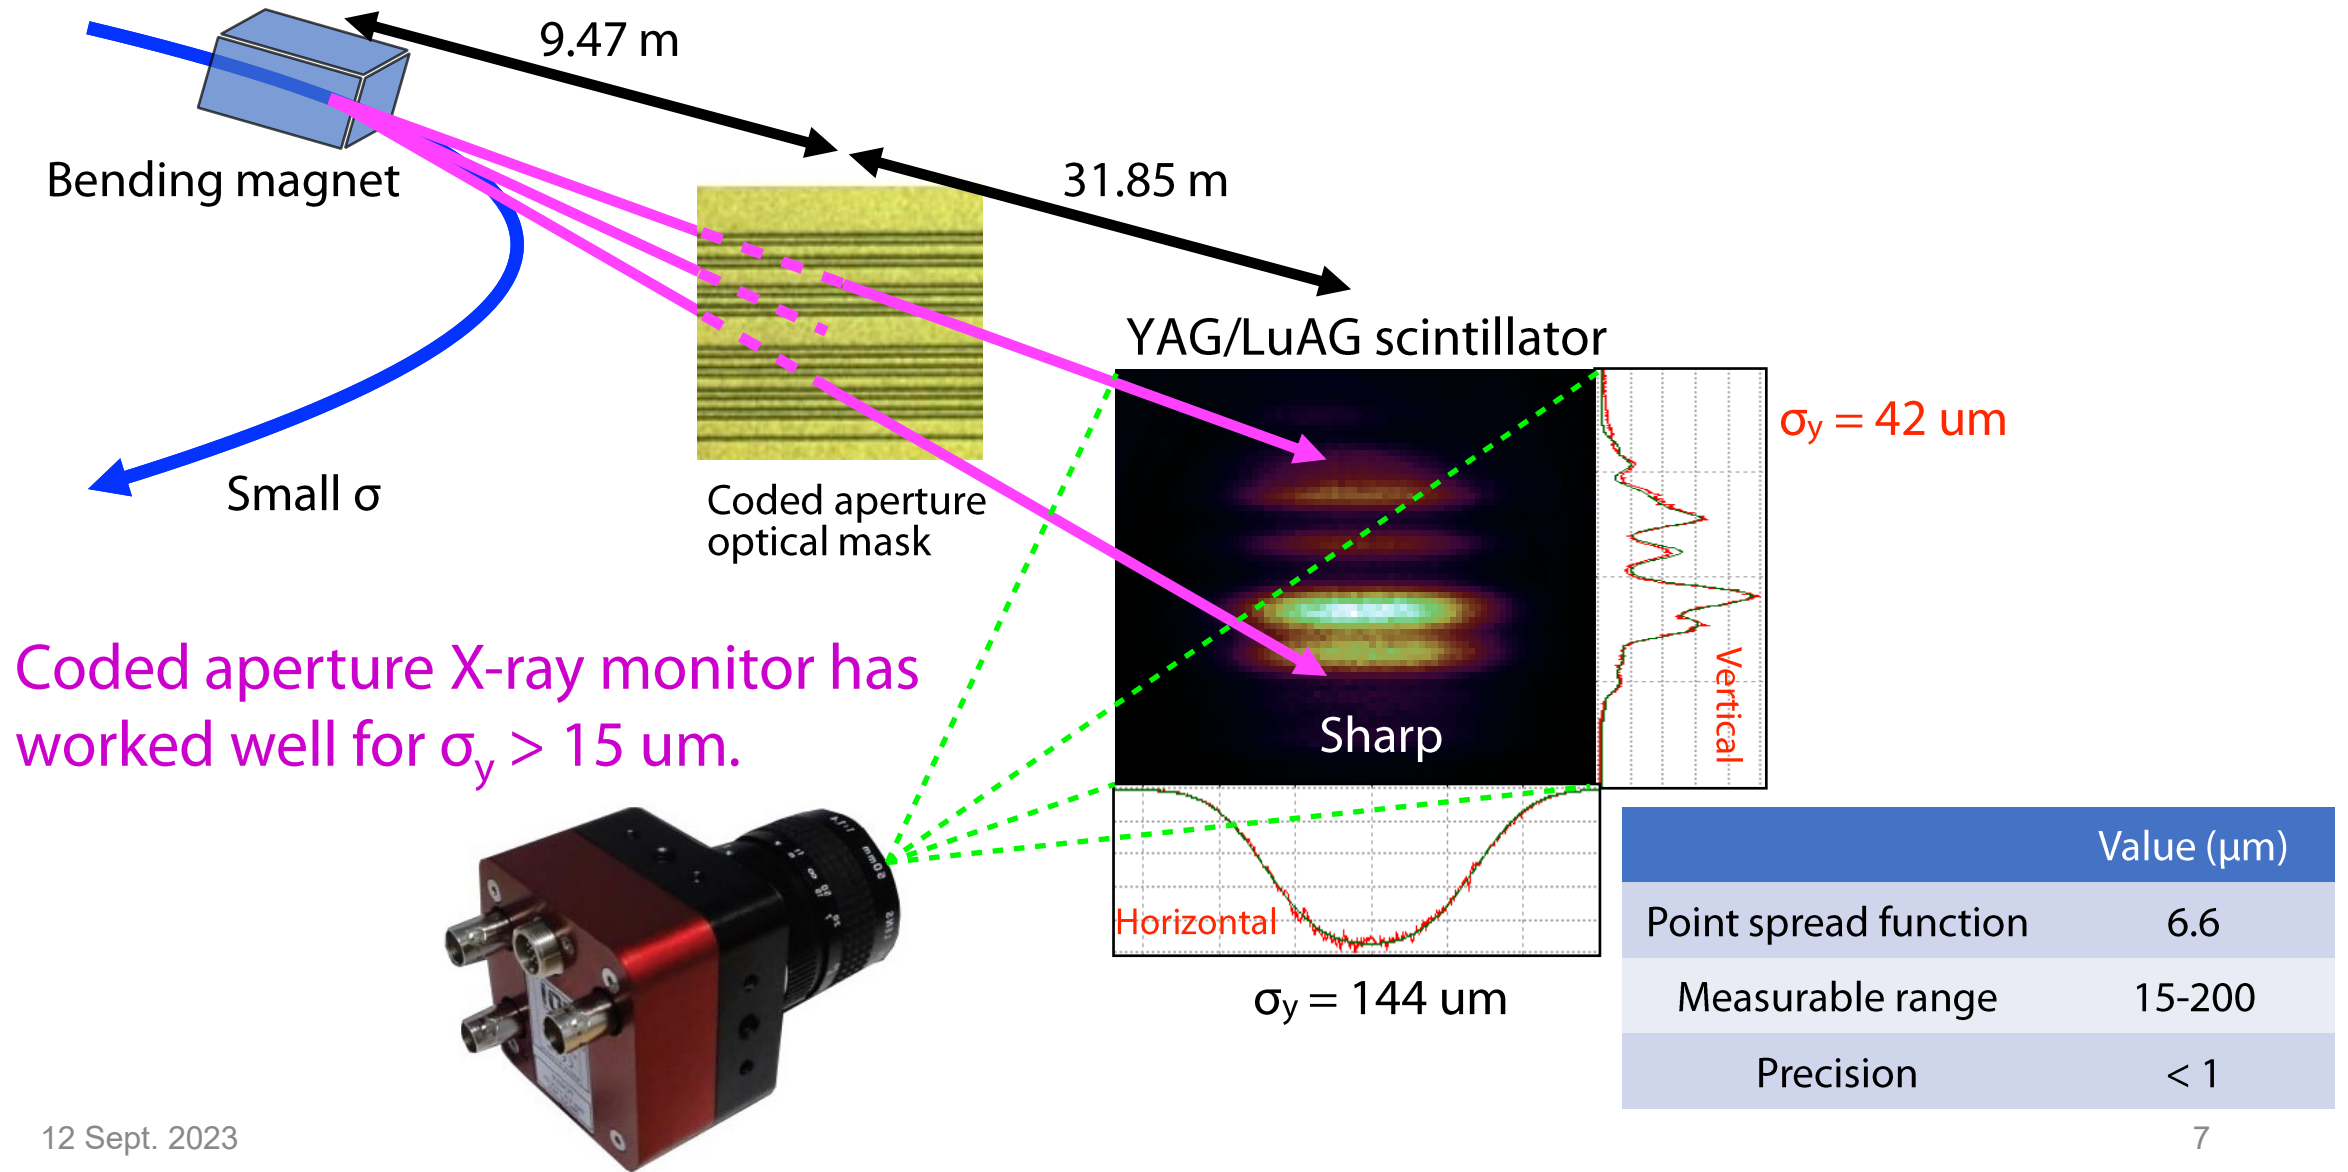 9.47 m
Bending magnet
31.85 m
YAG/LuAG scintillator
σy = 42 um
Small σ
Coded aperture
optical mask
Coded aperture X-ray monitor has
worked well for σy > 15 um.
Sharp
Vertical
Horizontal
σy = 144 um
Value (μm)
Point spread function 6.6
Measurable range 15-200
Precision < 1
50mm
12 Sept. 2023
7